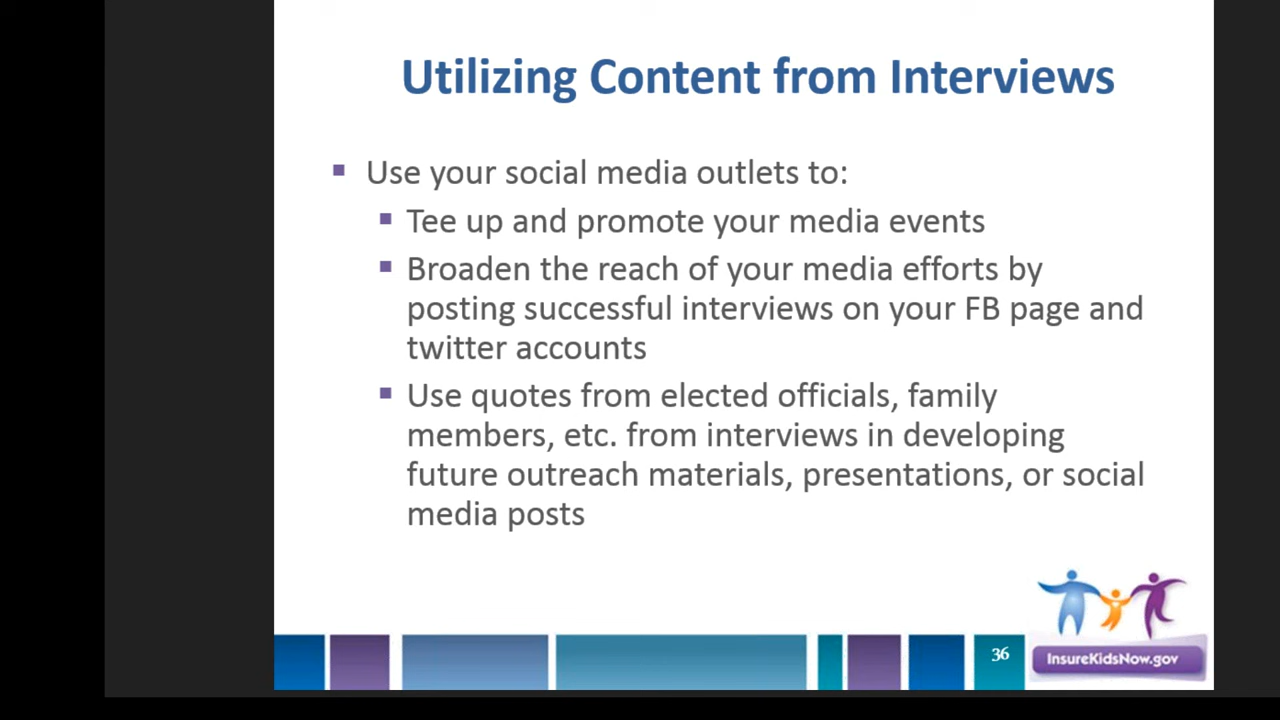 Utilizing Content from Interviews
Use your social media outlets to:
Tee up and promote your media events
Broaden the reach of your media efforts by
posting successful interviews on your FB page and
twitter accounts
Use quotes from elected officials, family
members, etc. from interviews in developing
future outreach materials, presentations, or social
media posts
36
InsureKidsNow.gov